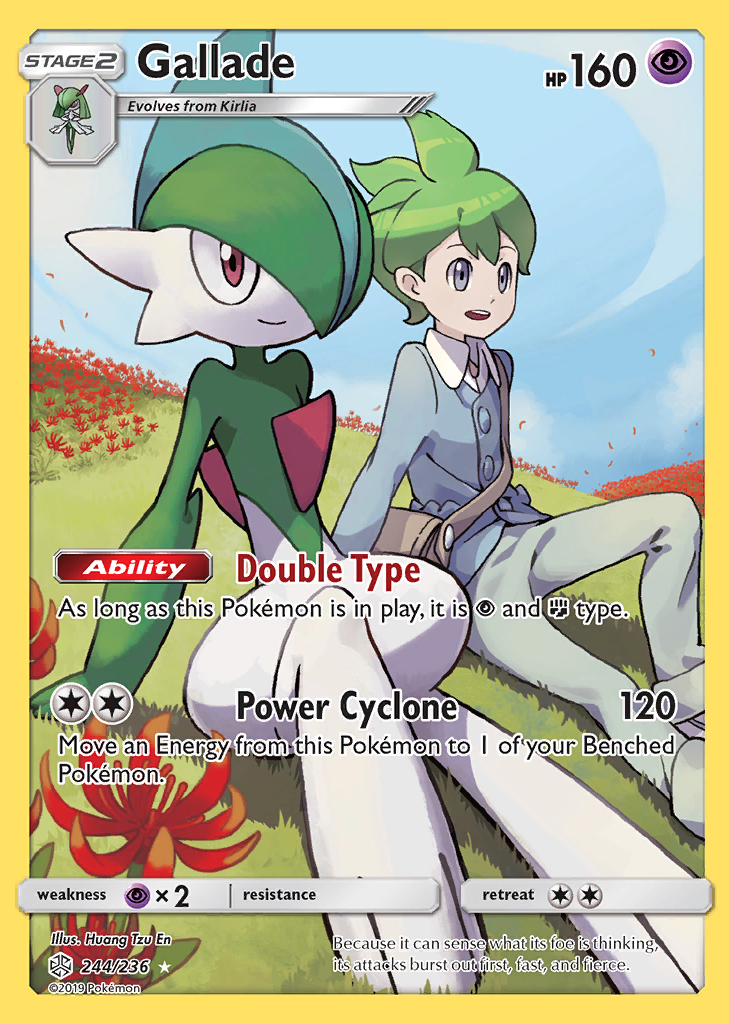 STAGE 2
Gallade
HP 160
Evolves from Kirlia
Ability Double Type
As long as this Pokémon is in play, it is and type.
Power Cyclone 120
Move an Energy from this Pokémon to 1 of your Benched
Pokémon.
weakness ×2 resistance retreat
Illus. Huang Tzu En
244/236
©2019 Pokémon
Because it can sense what its foe is thinking,
its attacks burst out first, fast, and fierce.